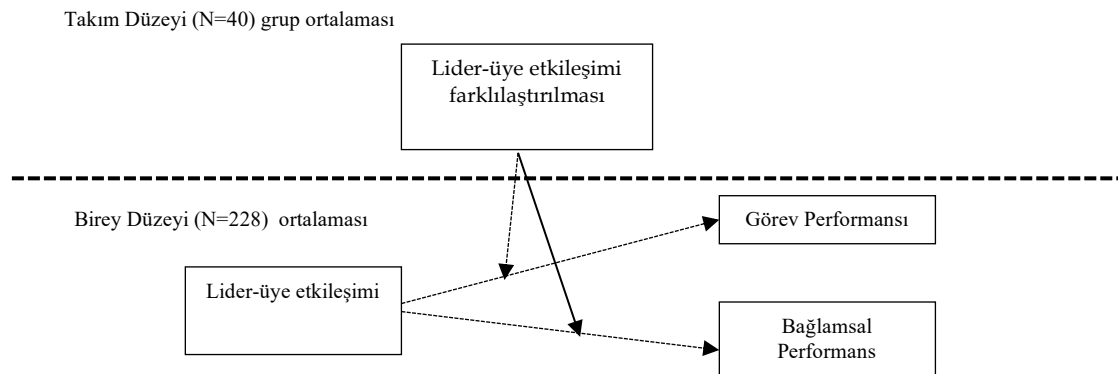 Takım Düzeyi (N=40) grup ortalaması
Lider-üye etkileşimi
farklılaştırılması
Birey Düzeyi (N=228) ortalaması
Görev Performansı
Lider-üye etkileşimi
Bağlamsal
Performans